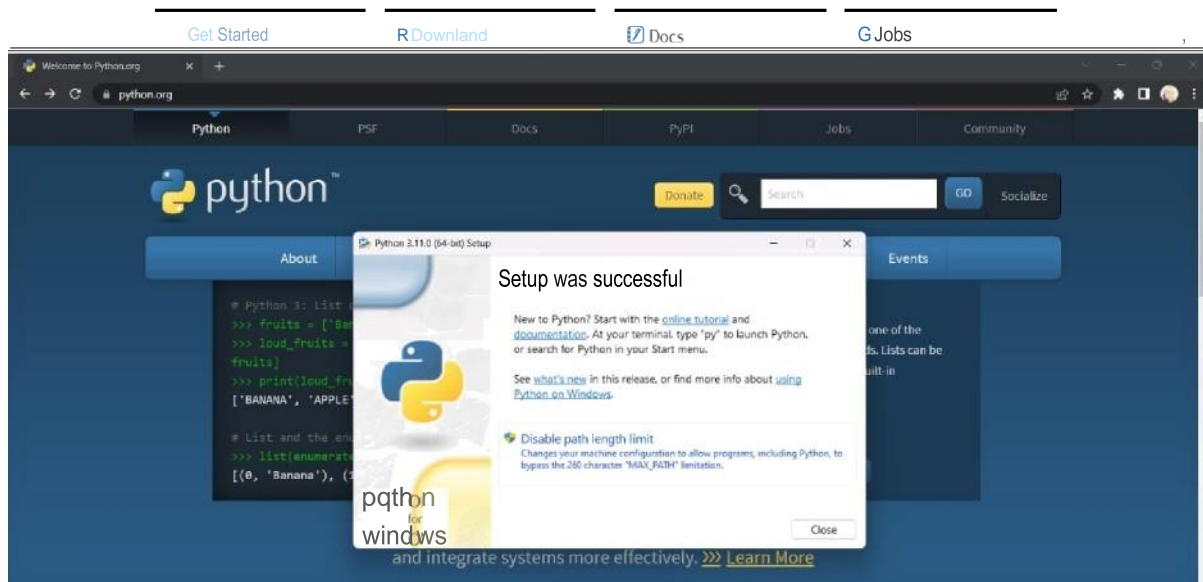 Get Started
R Downland
Docs
G Jobs
,
Welcome to Python.org
python.org
Python
PSF
Docs
PyPI
Jobs
Community
python™
Donate
Search
GO
Socialize
About
Events
# Python 3: List
>>> fruits = ['Ban
>>> loud_fruits =
fruits]
>>> print(loud_fru
['BANANA', 'APPLE'
# List and the enu
>>> list(enumerate
[(0, 'Banana'), (1
one of the
ds. Lists can be
uilt-in
Python 3.11.0 (64-bit) Setup
Setup was successful
New to Python? Start with the online tutorial and
documentation. At your terminal, type "py" to launch Python,
or search for Python in your Start menu.
See what's new in this release, or find more info about using
Python on Windows.
Disable path length limit
Changes your machine configuration to allow programs, including Python, to
bypass the 260 character "MAX_PATH" limitation.
pqthon
for
windows
Close
and integrate systems more effectively. >>> Learn More